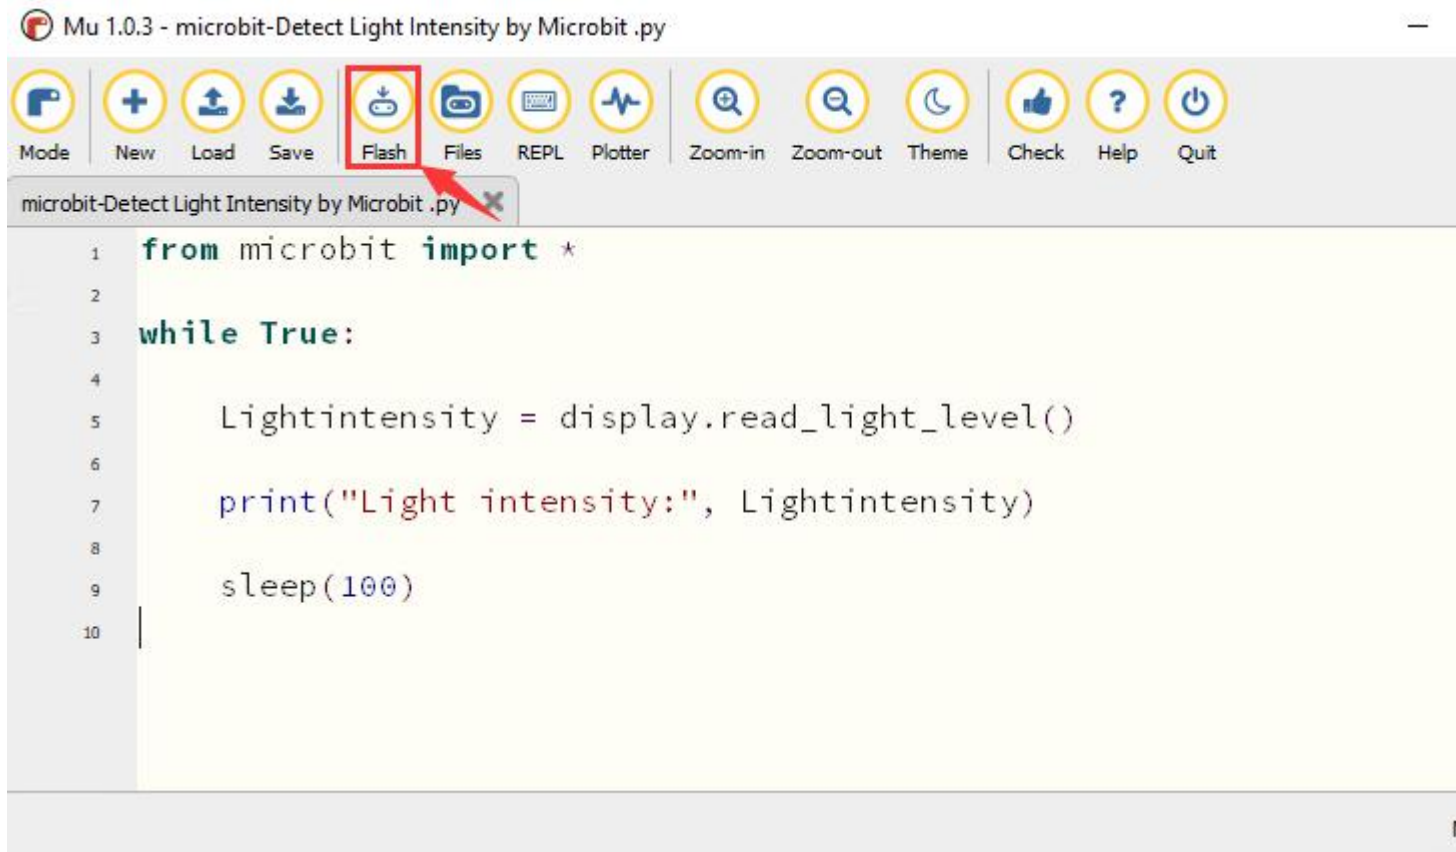 Mu 1.0.3 - microbit-Detect Light Intensity by Microbit .py
Mode New Load Save Flash Files REPL Plotter Zoom-in Zoom-out Theme Check Help Quit
microbit-Detect Light Intensity by Microbit .py
1 from microbit import *
2
3 while True:
4
5 Lightintensity = display.read_light_level()
6
7 print("Light intensity:", Lightintensity)
8
9 sleep(100)
10